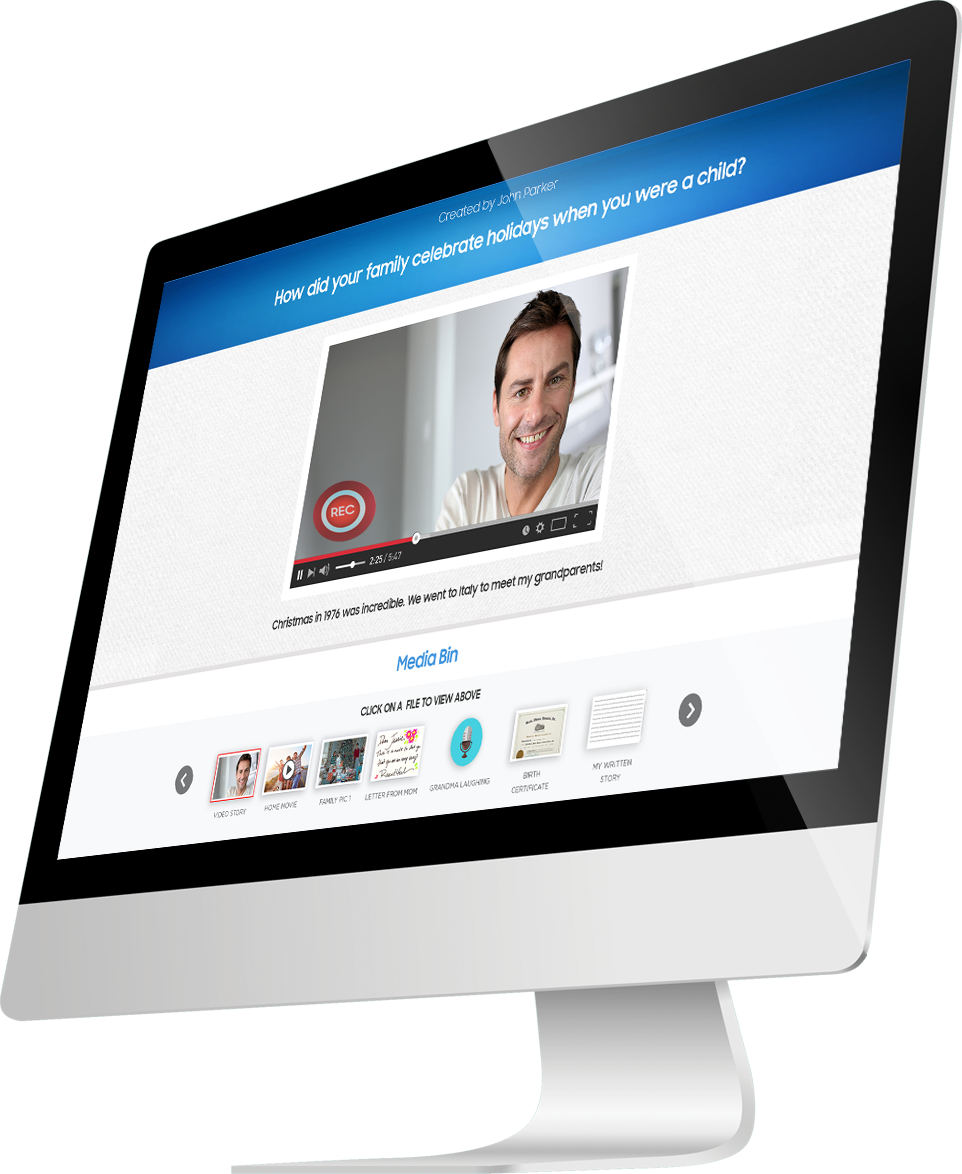 Created by John Parker
How did your family celebrate holidays when you were a child?
REC
2:25 / 5:47
Christmas in 1976 was incredible. We went to Italy to meet my grandparents!
Media Bin
CLICK ON A FILE TO VIEW ABOVE
VIDEO STORY
HOME MOVIE
FAMILY PIC 1
LETTER FROM MOM
GRANDMA LAUGHING
BIRTH
CERTIFICATE
MY WRITTEN
STORY